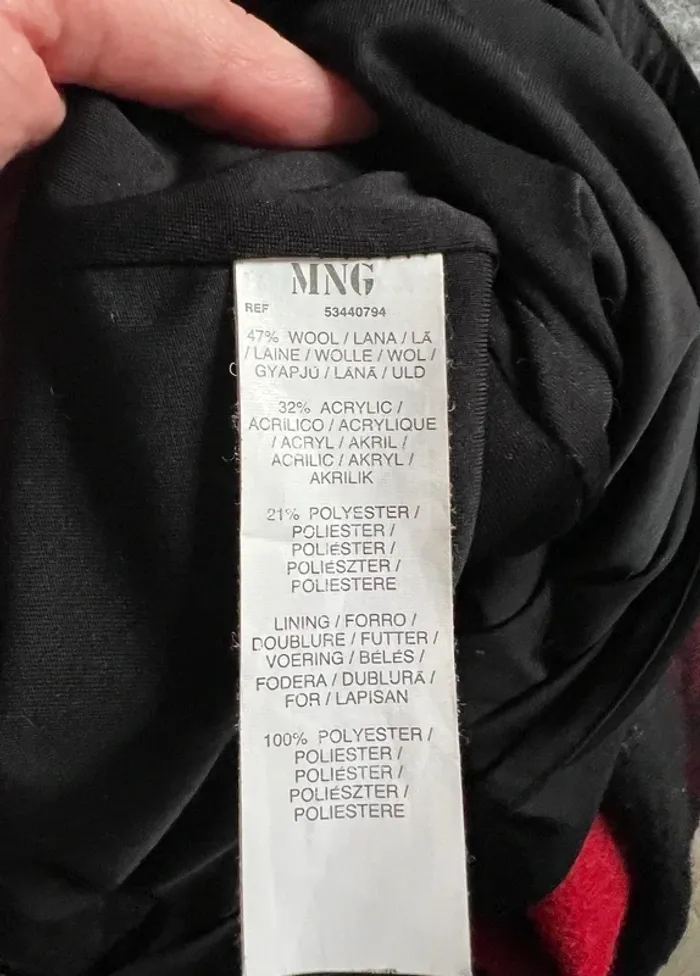 MNG
REF 53440794
47% WOOL / LANA / LÃ
/ LAINE / WOLLE / WOL /
GYAPJÚ / LÂNĂ / ULD
32% ACRYLIC /
ACRÍLICO / ACRYLIQUE
/ ACRYL / AKRIL /
ACRILIC / AKRYL /
AKRILIK
21% POLYESTER /
POLIESTER /
POLIÉSTER /
POLIÉSZTER /
POLIESTERE
LINING / FORRO /
DOUBLURE / FUTTER /
VOERING / BÉLÉS /
FODERA / DUBLURĂ /
FOR / LAPISAN
100% POLYESTER /
POLIESTER /
POLIÉSTER /
POLIÉSZTER /
POLIESTERE